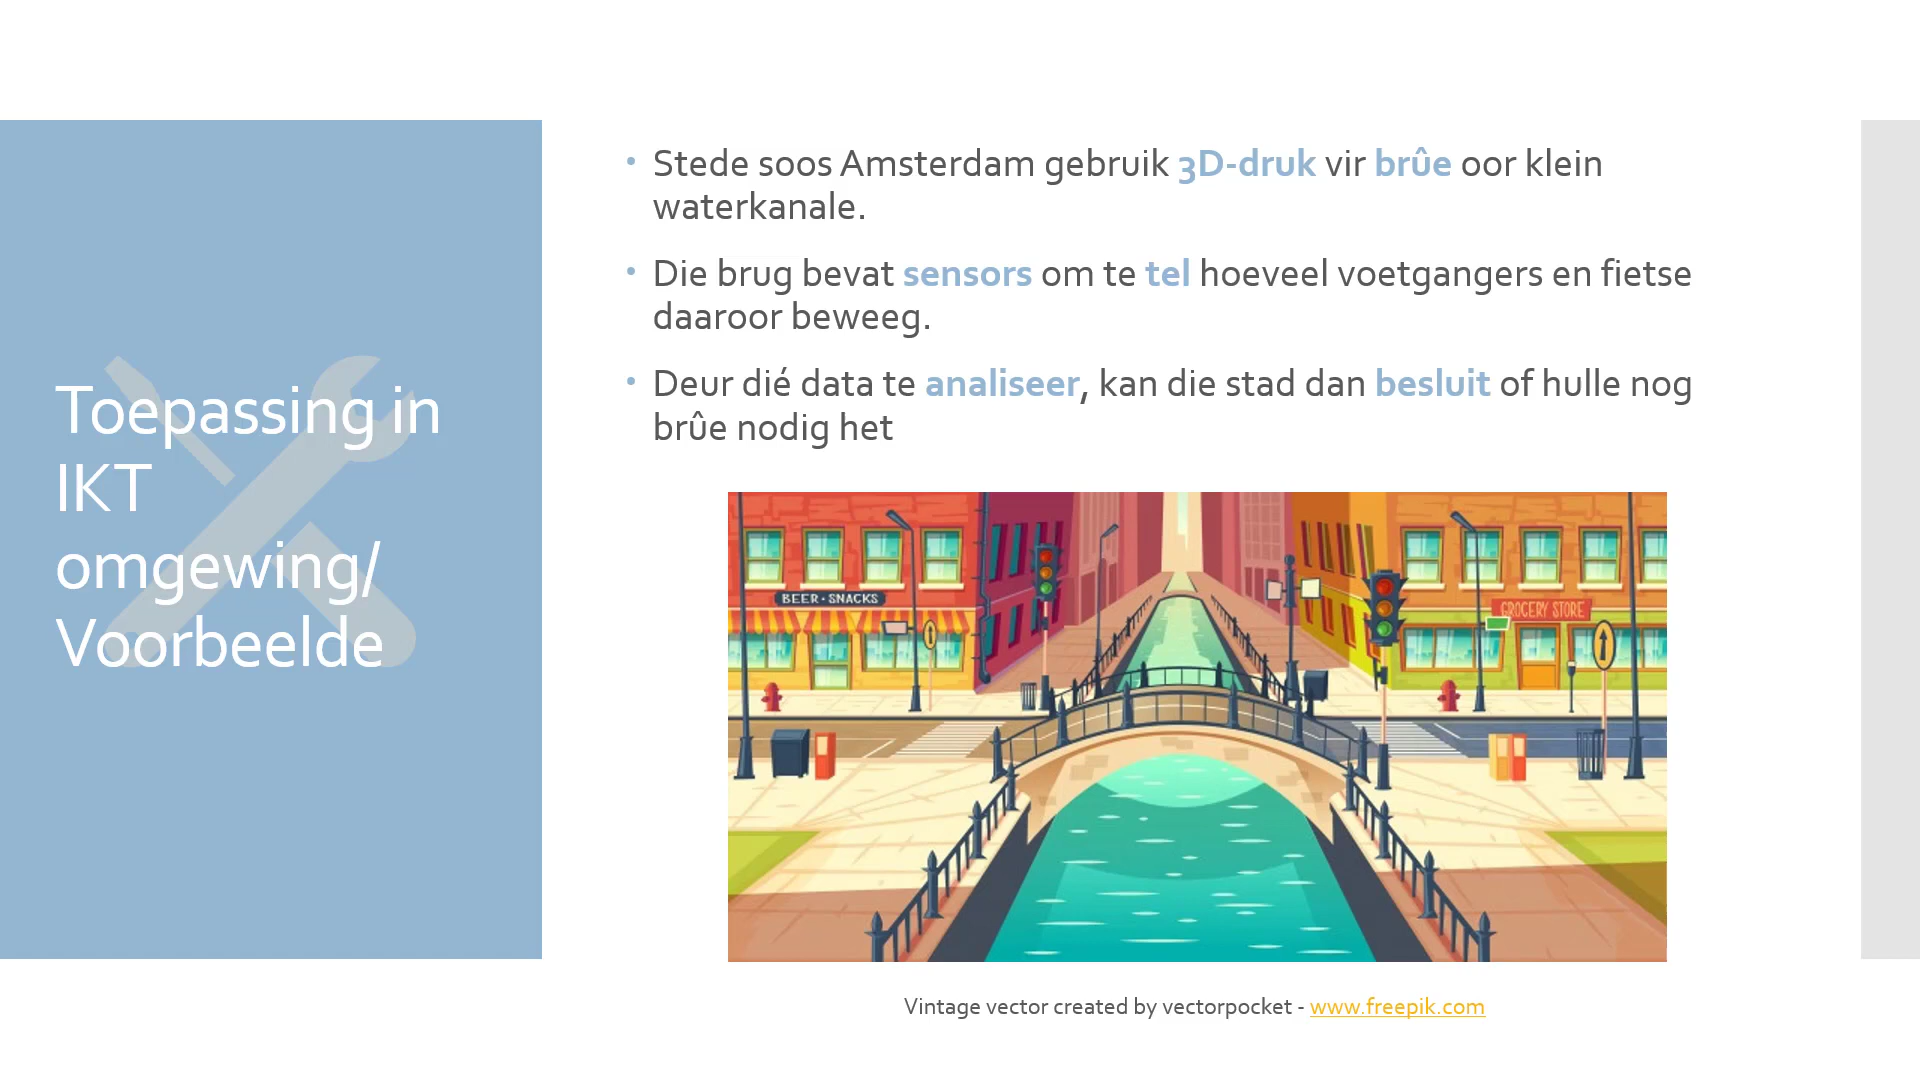 Toepassing in
IKT
omgewing/
Voorbeelde
• Stede soos Amsterdam gebruik 3D-druk vir brûe oor klein
waterkanale.
• Die brug bevat sensors om te tel hoeveel voetgangers en fietse
daaroor beweeg.
• Deur dié data te analiseer, kan die stad dan besluit of hulle nog
brûe nodig het
BEER • SNACKS
GROCERY STORE
Vintage vector created by vectorpocket - www.freepik.com